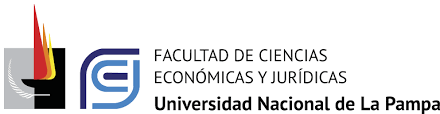 FACULTAD DE CIENCIAS
ECONÓMICAS Y JURÍDICAS
Universidad Nacional de La Pampa